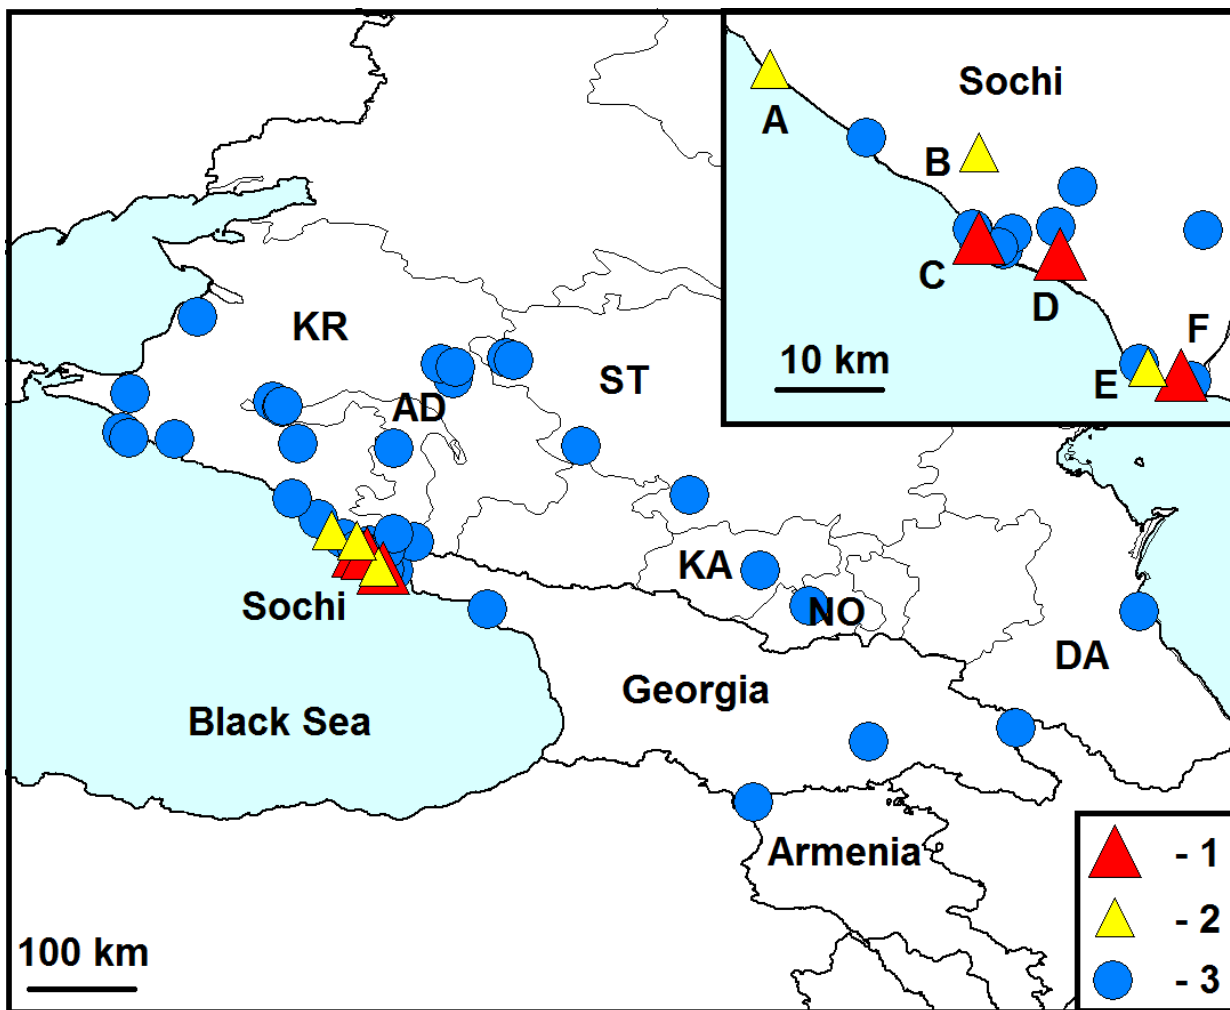 Sochi
A
B
C
D
F
10 km
E
KR
ST
AD
KA
NO
Sochi
DA
Georgia
Black Sea
Armenia
- 1
- 2
100 km
- 3